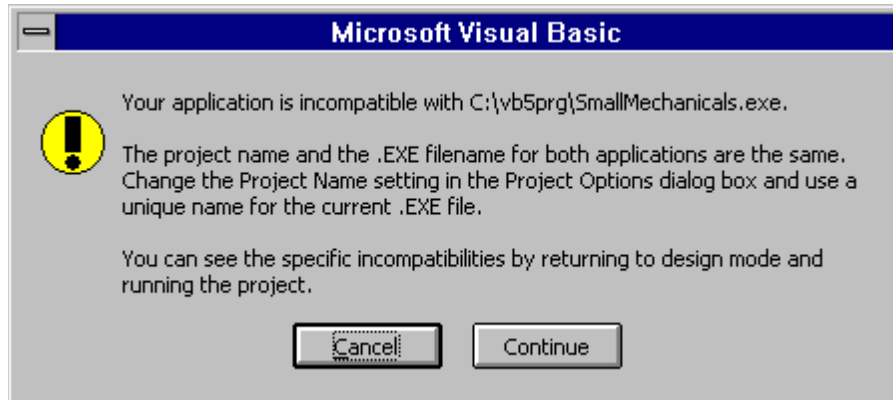 Microsoft Visual Basic
Your application is incompatible with C:\vb5prg\SmallMechanicals.exe.
The project name and the .EXE filename for both applications are the same.
Change the Project Name setting in the Project Options dialog box and use a
unique name for the current .EXE file.
You can see the specific incompatibilities by returning to design mode and
running the project.
Cancel
Continue